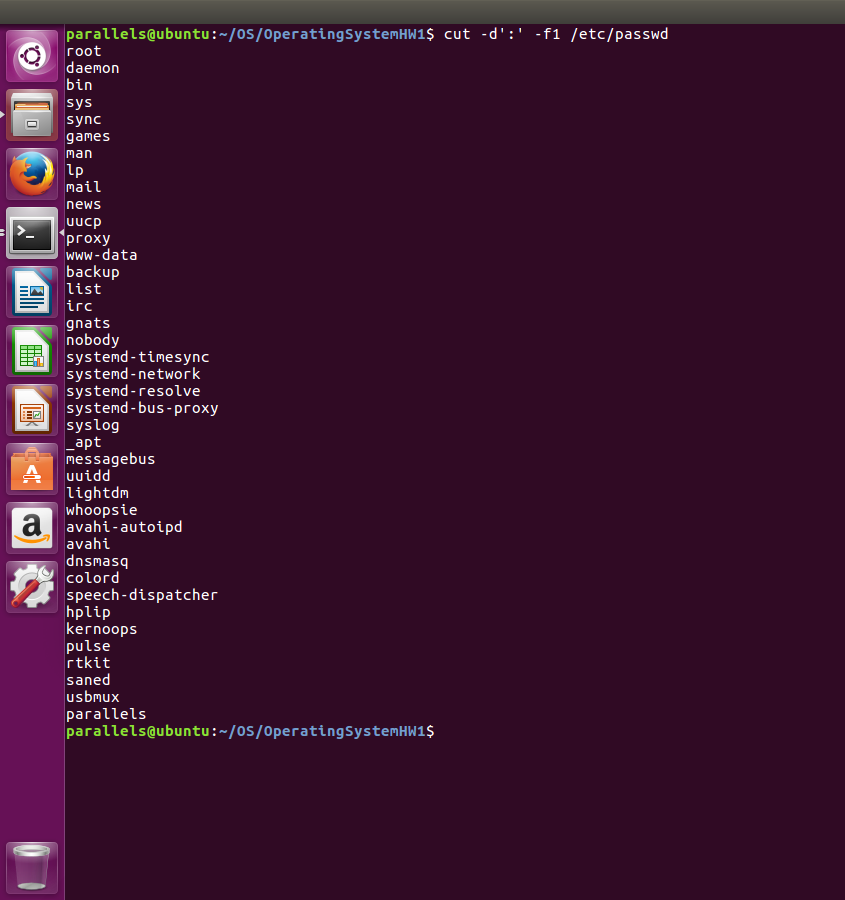 parallels@ubuntu:~/OS/OperatingSystemHW1$ cut -d':' -f1 /etc/passwd
root
daemon
bin
sys
sync
games
man
lp
mail
news
uucp
proxy
www-data
backup
list
irc
gnats
nobody
systemd-timesync
systemd-network
systemd-resolve
systemd-bus-proxy
syslog
_apt
messagebus
uuidd
lightdm
whoopsie
avahi-autoipd
avahi
dnsmasq
colord
speech-dispatcher
hplip
kernoops
pulse
rtkit
saned
usbmux
parallels
parallels@ubuntu:~/OS/OperatingSystemHW1$